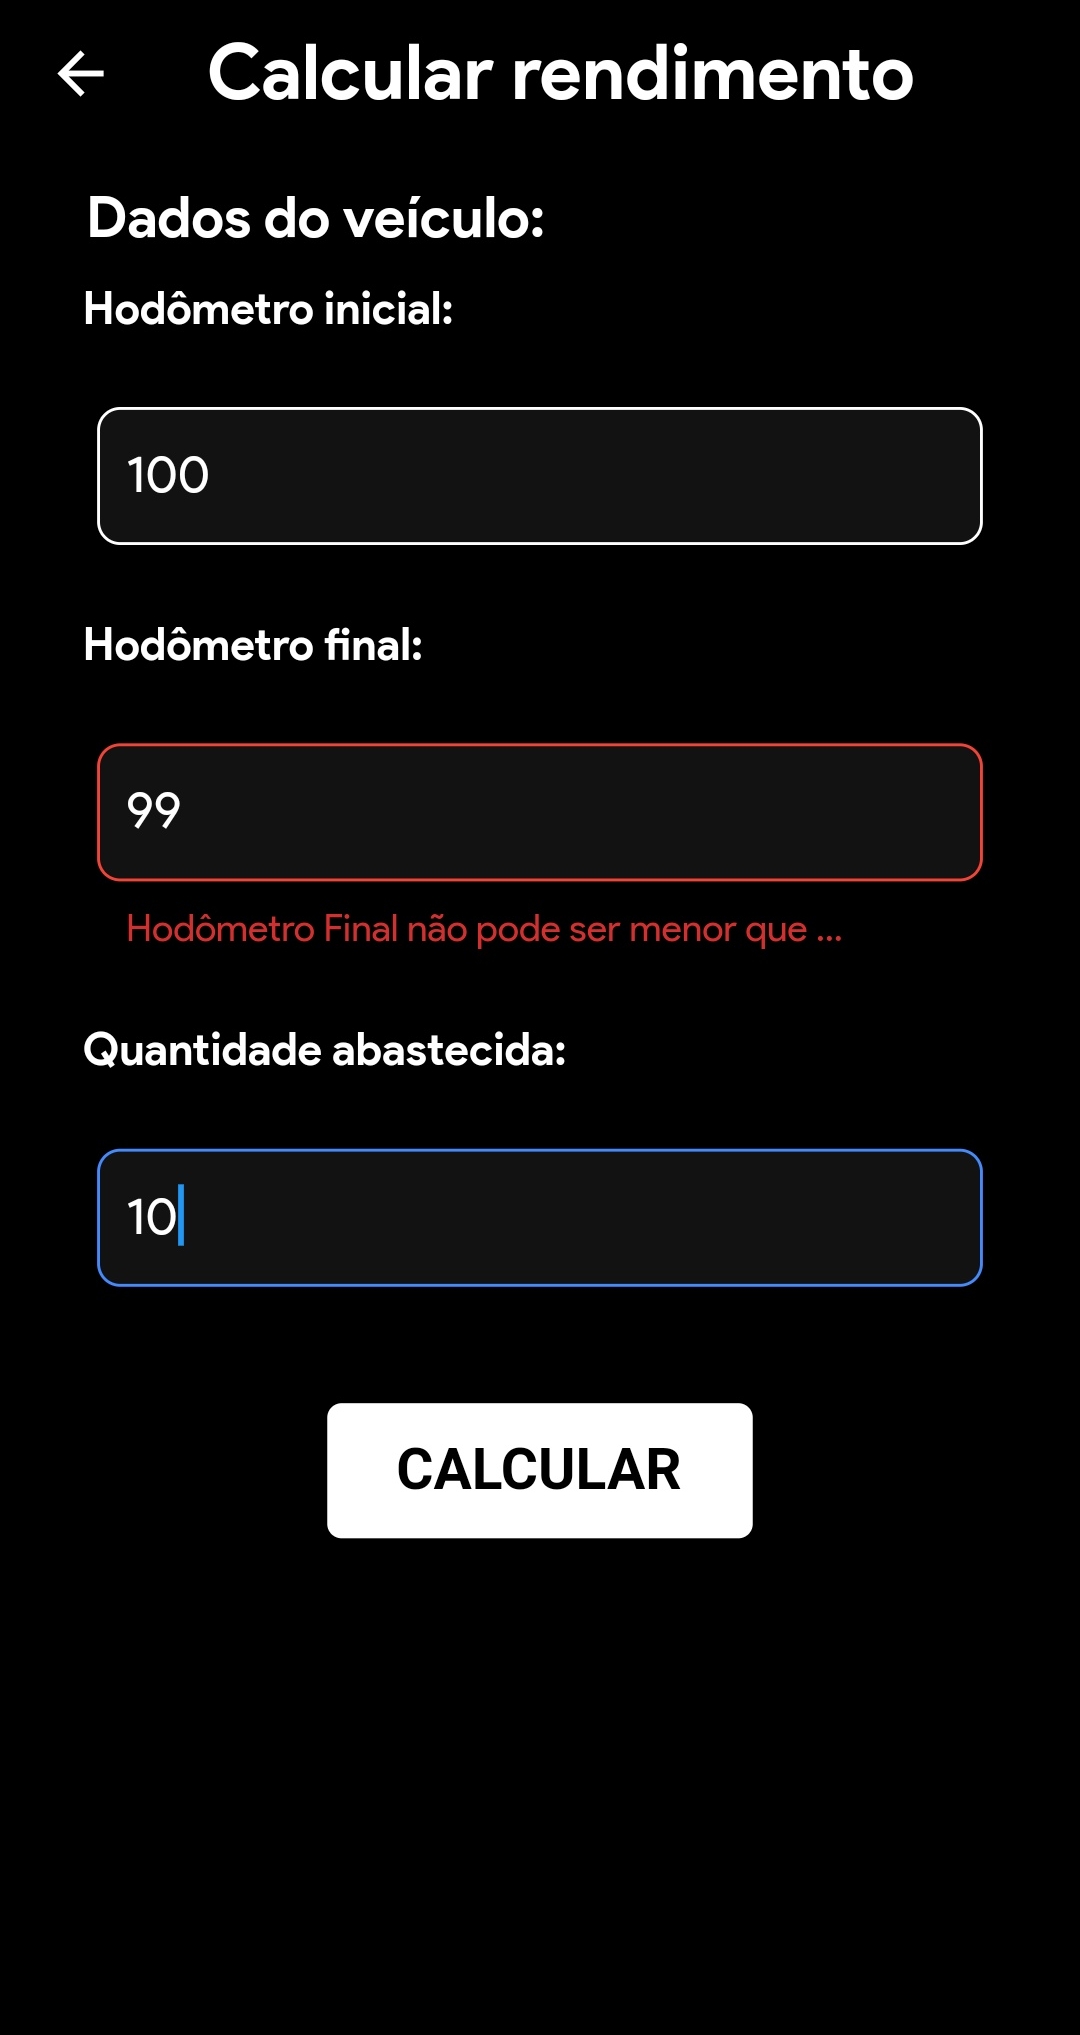 Calcular rendimento
Dados do veículo:
Hodômetro inicial:
100
Hodômetro final:
99
Hodômetro Final não pode ser menor que ...
Quantidade abastecida:
10
CALCULAR